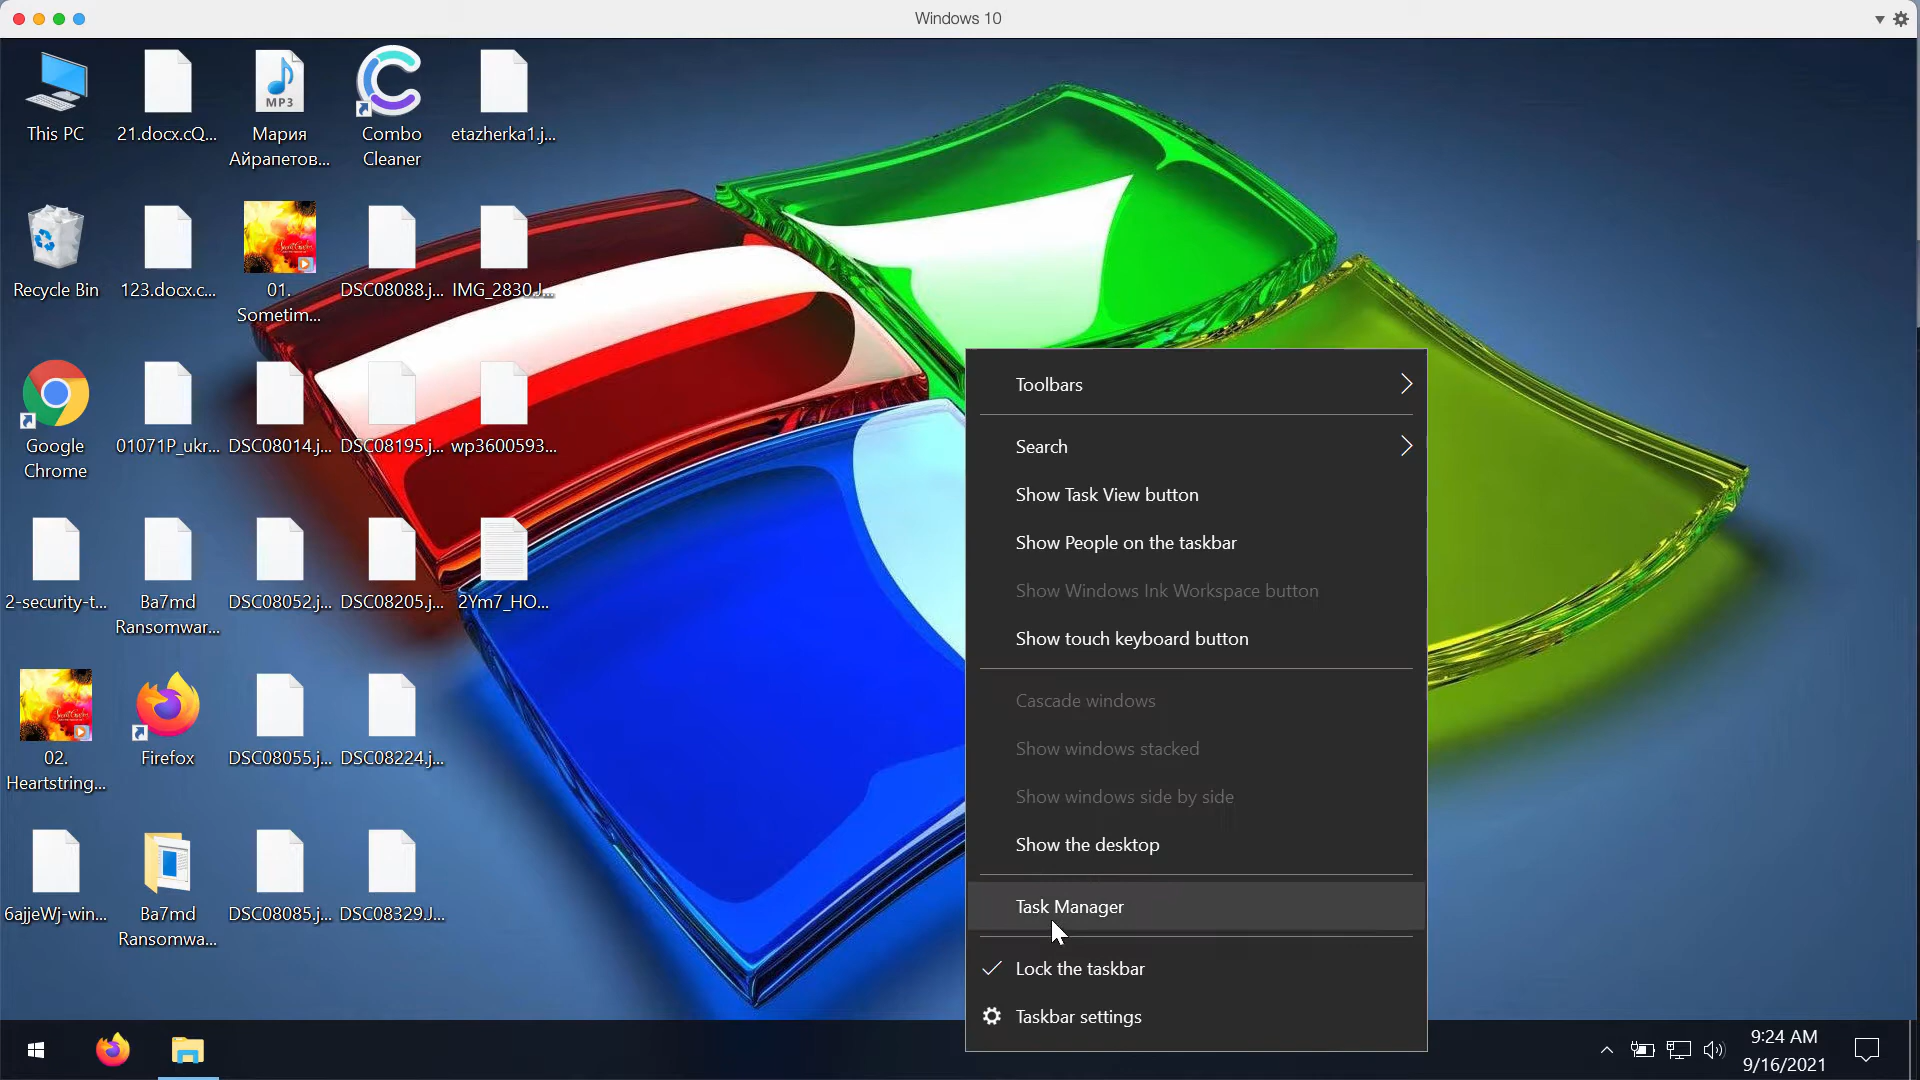 Windows 10
This PC
21.docx.cQ...
Мария
Айрапетов...
Combo
Cleaner
etazherka1.j...
MP3
Recycle Bin
123.docx.c...
01.
Sometim...
DSC08088.j...
IMG_2830.J...
Google
Chrome
01071P_ukr...
DSC08014.j...
DSC08195.j...
wp3600593...
2-security-t...
Ba7md
Ransomwar...
DSC08052.j...
DSC08205.j...
2Ym7_HO...
02.
Heartstring...
Firefox
DSC08055.j...
DSC08224.j...
6ajjeWj-win...
Ba7md
Ransomwa...
DSC08085.j...
DSC08329.J...
Toolbars
Search
Show Task View button
Show People on the taskbar
Show Windows Ink Workspace button
Show touch keyboard button
Cascade windows
Show windows stacked
Show windows side by side
Show the desktop
Task Manager
Lock the taskbar
Taskbar settings
9:24 AM
9/16/2021